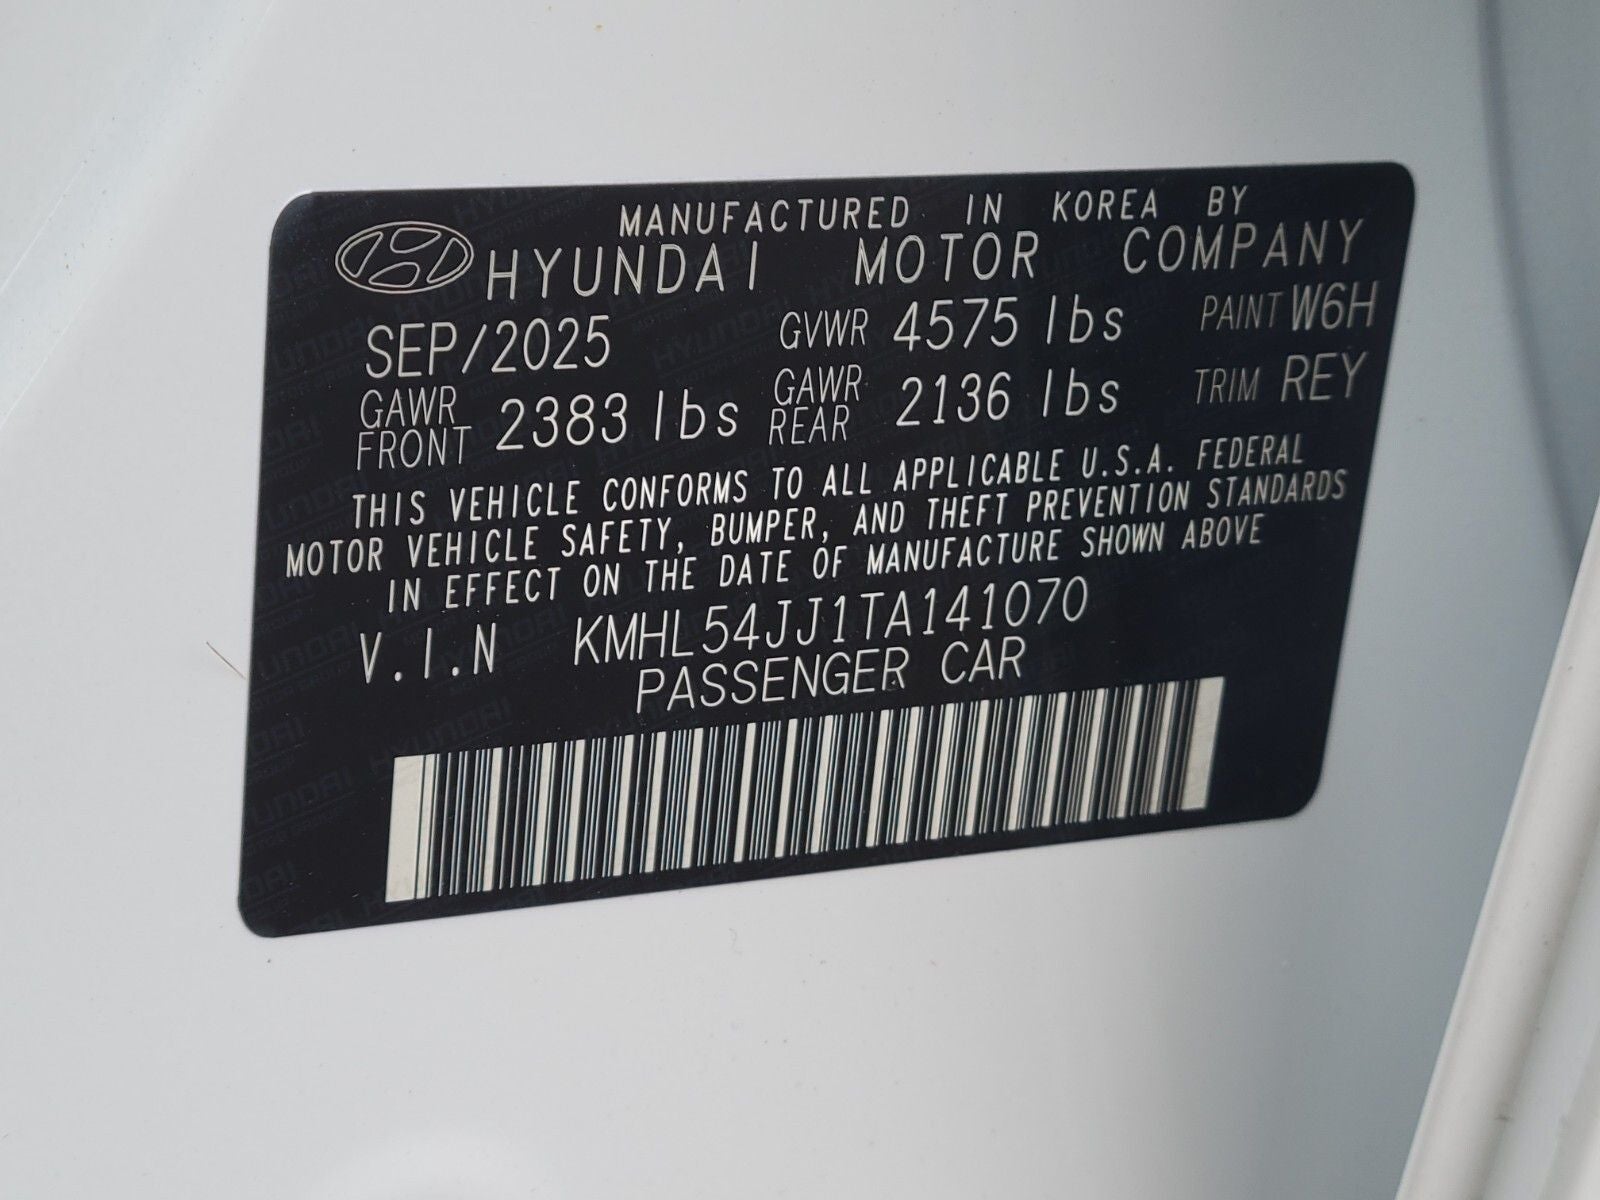 MANUFACTURED IN KOREA BY
HYUNDAI MOTOR COMPANY
SEP/2025 GVWR 4575 lbs PAINT W6H
GAWR FRONT 2383 lbs GAWR REAR 2136 lbs TRIM REY
THIS VEHICLE CONFORMS TO ALL APPLICABLE U.S.A. FEDERAL
MOTOR VEHICLE SAFETY, BUMPER, AND THEFT PREVENTION STANDARDS
IN EFFECT ON THE DATE OF MANUFACTURE SHOWN ABOVE
V.I.N KMHL54JJ1TA141070
PASSENGER CAR